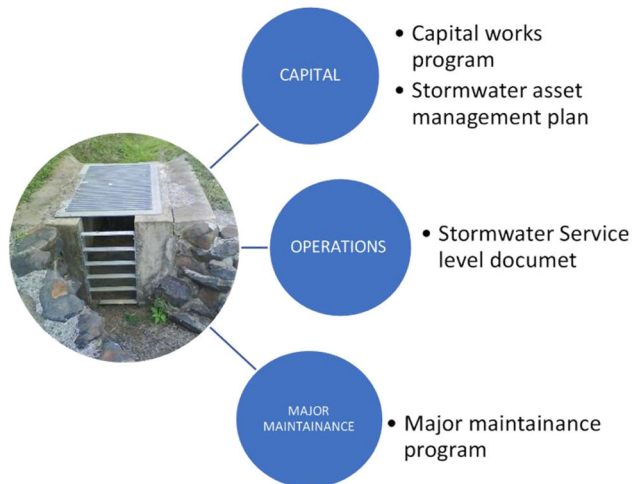 CAPITAL
• Capital works
program
• Stormwater asset
management plan
OPERATIONS
• Stormwater Service
level documet
MAJOR
MAINTAINANCE
• Major maintainance
program